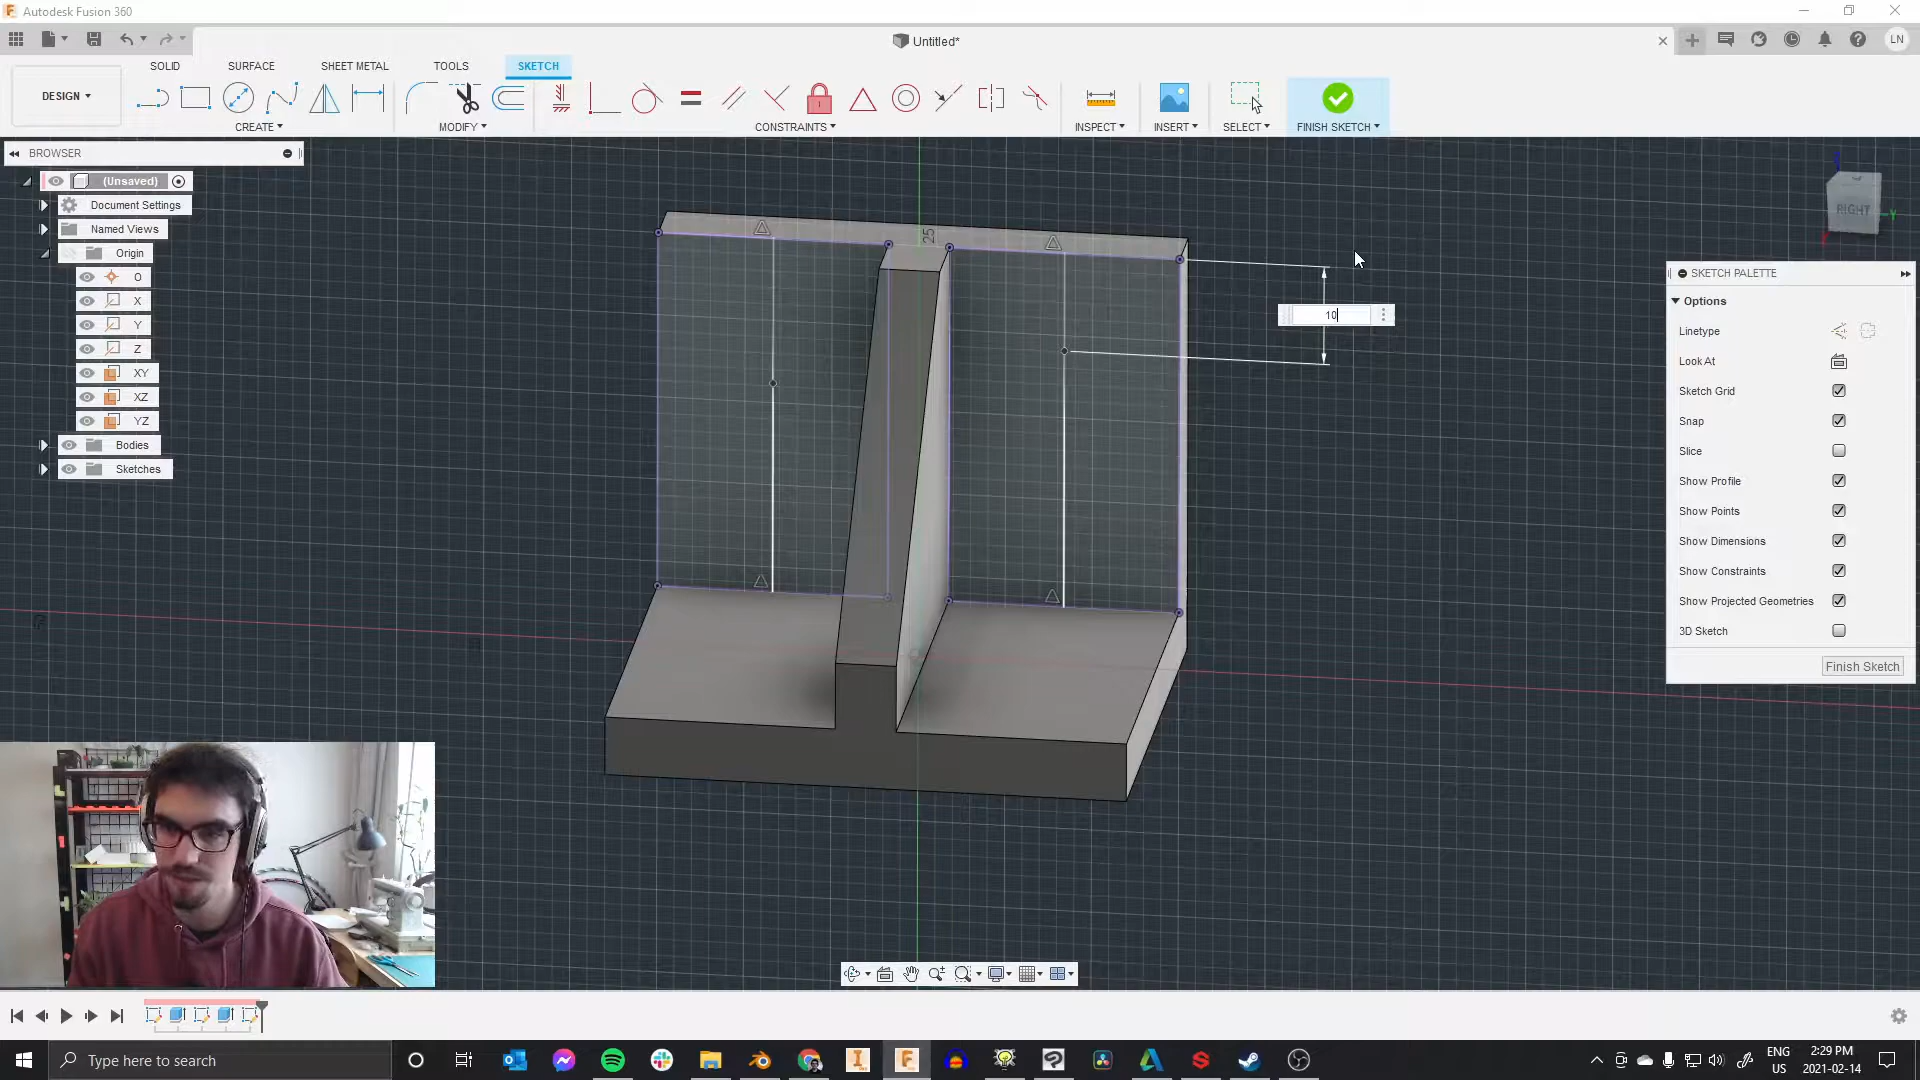 Autodesk Fusion 360
Untitled*
LN
SOLID
SURFACE
SHEET METAL
TOOLS
SKETCH
DESIGN
CREATE
MODIFY
CONSTRAINTS
INSPECT
INSERT
SELECT
FINISH SKETCH
BROWSER
(Unsaved)
Document Settings
Named Views
Origin
O
X
Y
Z
XY
XZ
YZ
Bodies
Sketches
25
10
RIGHT
SKETCH PALETTE
Options
Linetype
Look At
Sketch Grid
Snap
Slice
Show Profile
Show Points
Show Dimensions
Show Constraints
Show Projected Geometries
3D Sketch
Finish Sketch
Type here to search
ENG
US
2:29 PM
2021-02-14